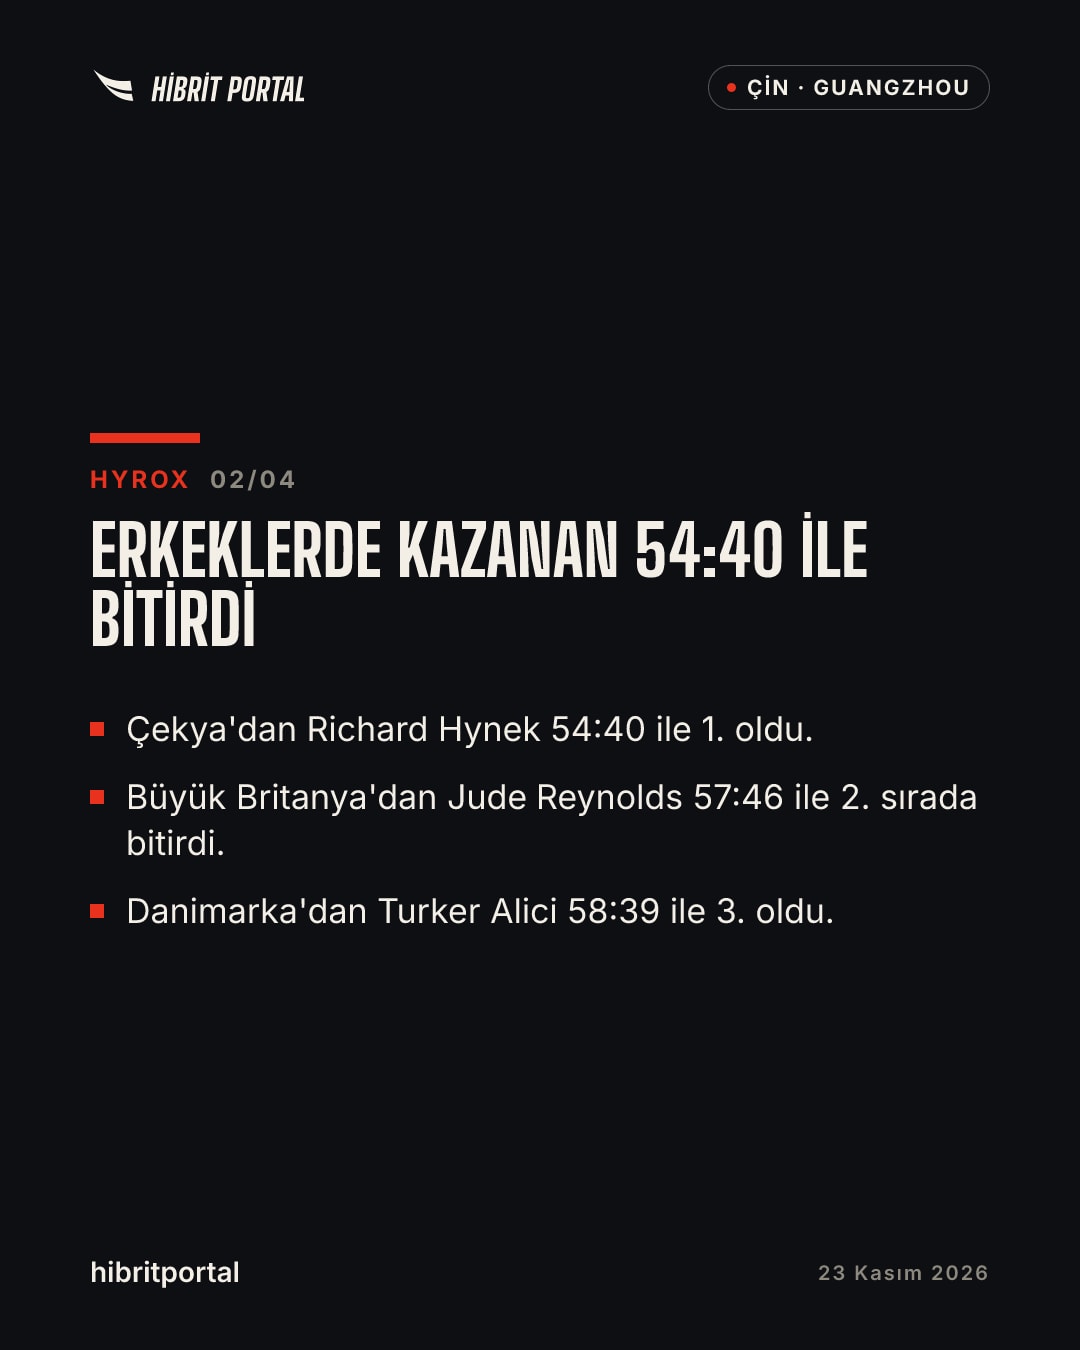 HİBRİT PORTAL
ÇİN · GUANGZHOU
HYROX 02/04
ERKEKLERDE KAZANAN 54:40 İLE
BİTİRDİ
Çekya'dan Richard Hynek 54:40 ile 1. oldu.
Büyük Britanya'dan Jude Reynolds 57:46 ile 2. sırada
bitirdi.
Danimarka'dan Turker Alici 58:39 ile 3. oldu.
hibritportal
23 Kasım 2026